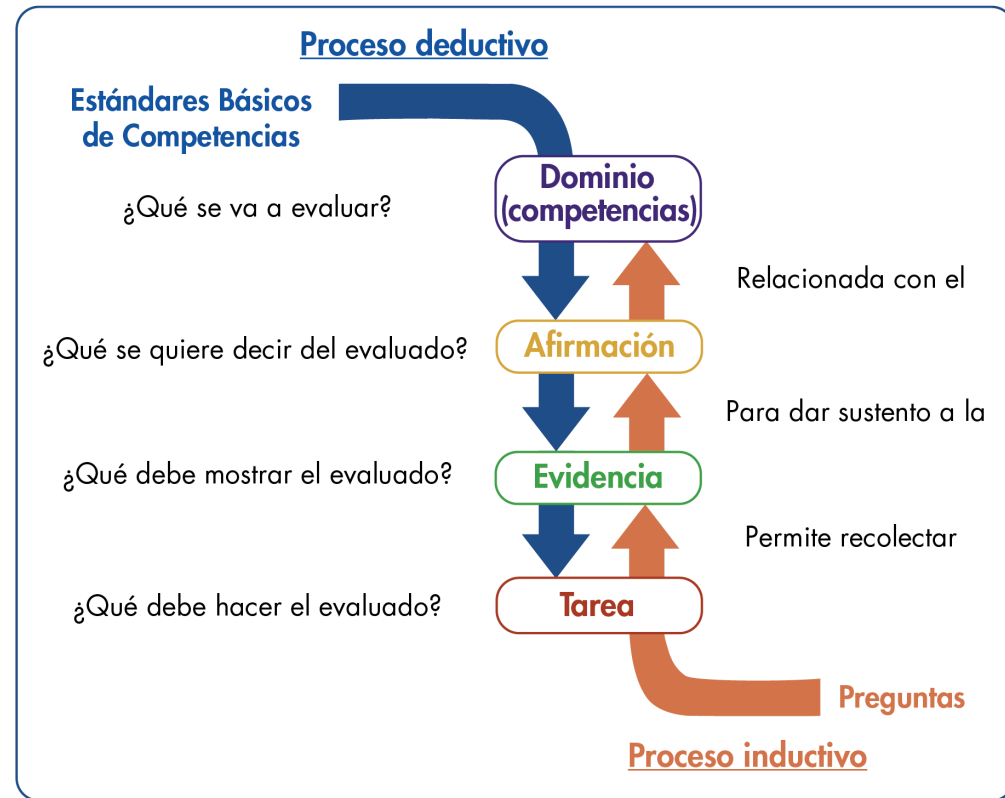 Proceso deductivo
Estándares Básicos
de Competencias
Dominio
(competencias)
¿Qué se va a evaluar?
Relacionada con el
¿Qué se quiere decir del evaluado?
Afirmación
Para dar sustento a la
¿Qué debe mostrar el evaluado?
Evidencia
Permite recolectar
¿Qué debe hacer el evaluado?
Tarea
Preguntas
Proceso inductivo